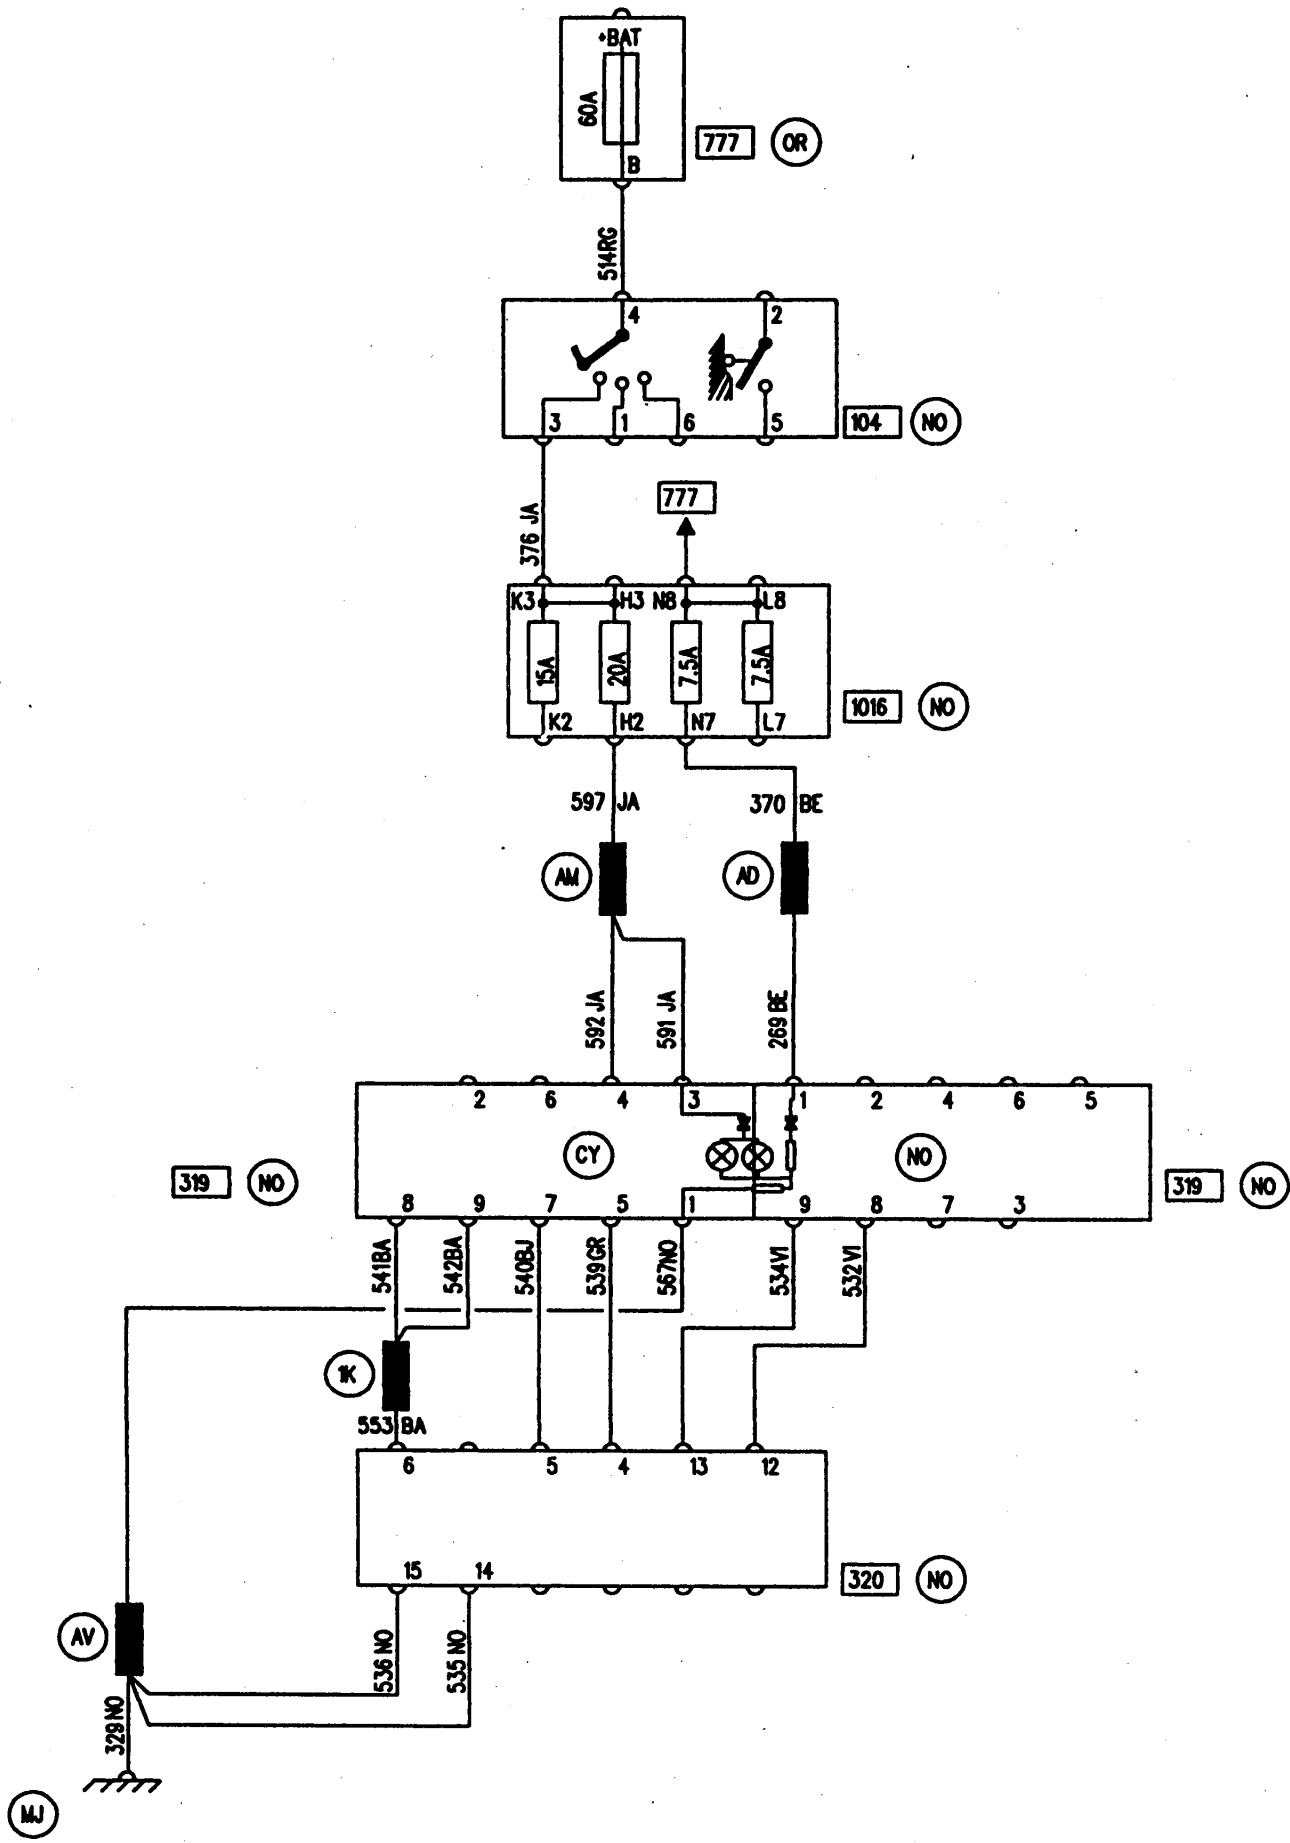 +BAT
60A
B
777 OR
514RG
4 2
3 1 6 5
104 NO
777
376 JA
K3 H3 N8 L8
15A 20A 7.5A 7.5A
K2 H2 N7 L7
1016 NO
597 JA
370 BE
AM
AD
592 JA
591 JA
269 BE
2 6 4 3 1 2 4 6 5
CY
NO
319 NO
319 NO
8 9 7 5 1 9 8 7 3
541BA
542BA
540BJ
539GR
567NO
534VI
532VI
1K
553 BA
6 5 4 13 12
15 14
320 NO
AV
536 NO
535 NO
329NO
MJ